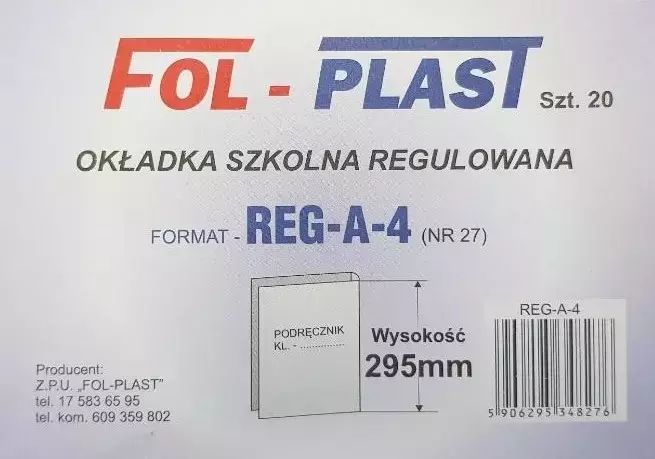 FOL - PLAST Szt. 20
OKŁADKA SZKOLNA REGULOWANA
FORMAT - REG-A-4 (NR 27)
PODRĘCZNIK
KL. - ................
Wysokość
295mm
REG-A-4
5 906295 348276
Producent:
Z.P.U. „FOL-PLAST”
tel. 17 583 65 95
tel. kom. 609 359 802